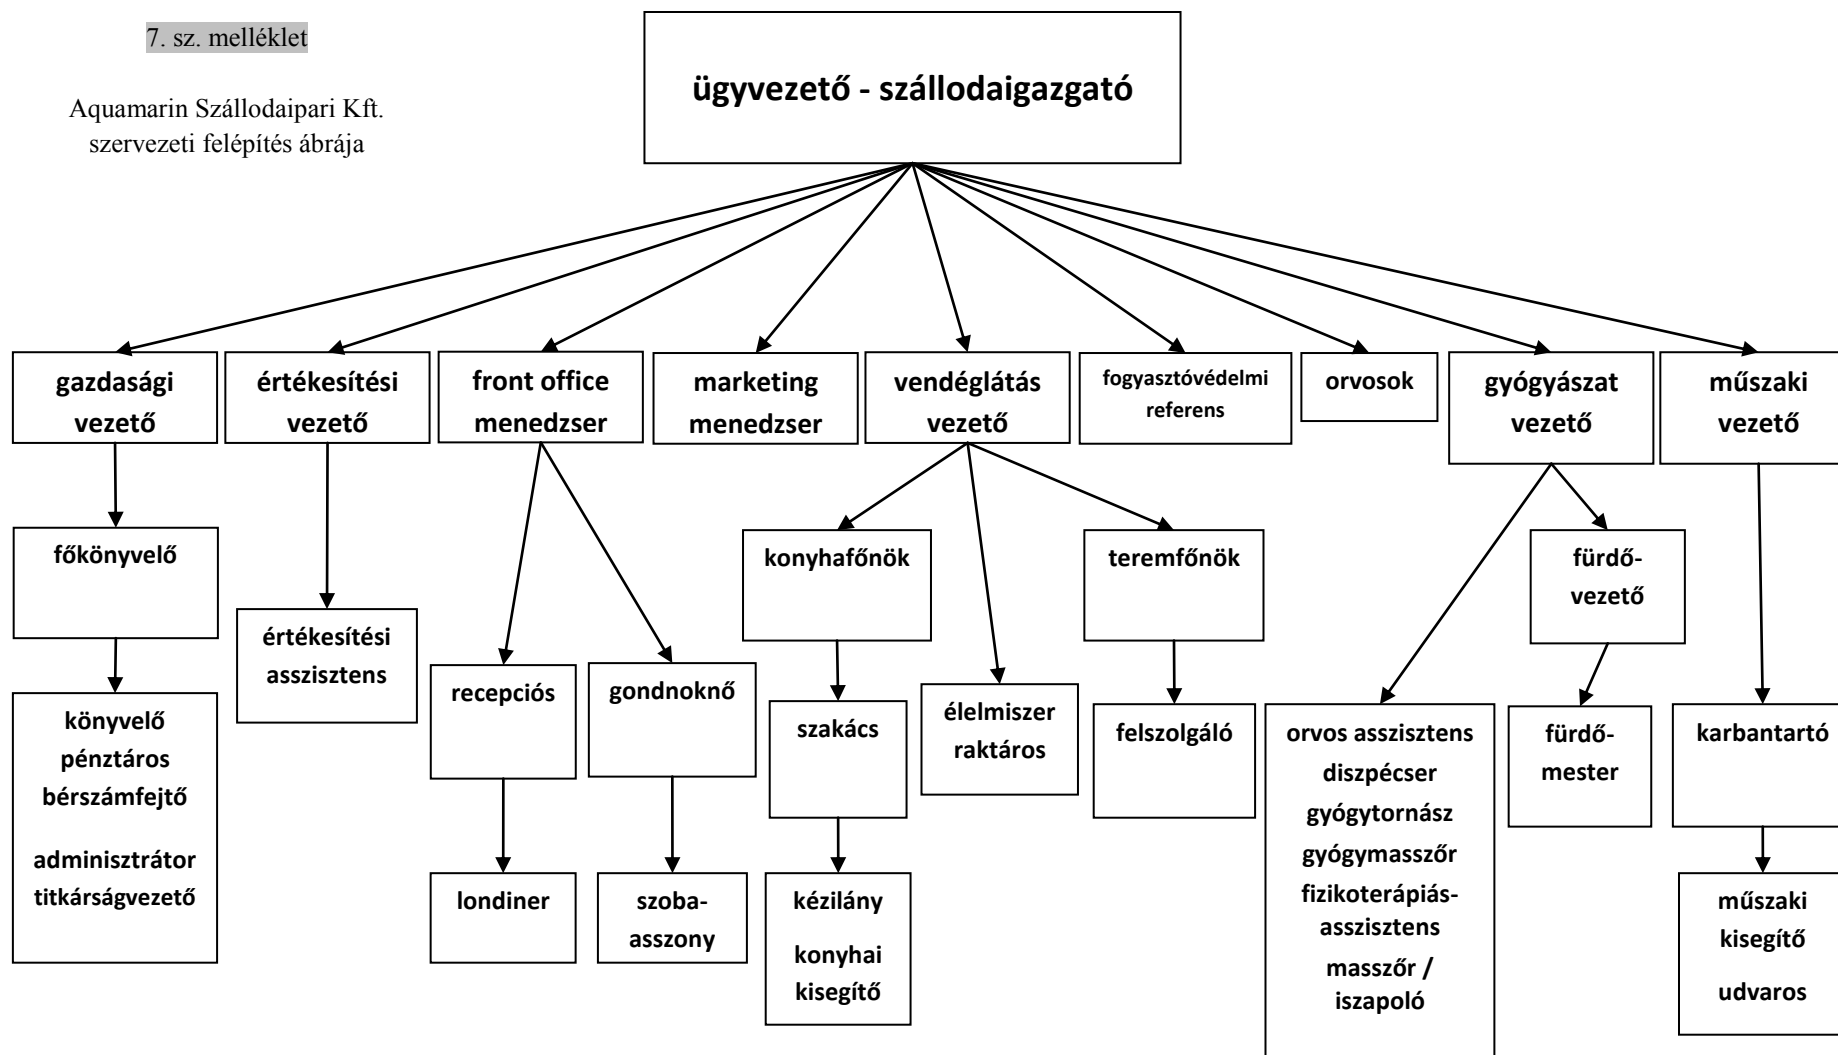 7. sz. melléklet
Aquamarin Szállodaipari Kft.
szervezeti felépítés ábrája
ügyvezető - szállodaigazgató
gazdasági
vezető
értékesítési
vezető
front office
menedzser
marketing
menedzser
vendéglátás
vezető
fogyasztóvédelmi
referens
orvosok
gyógyászat
vezető
műszaki
vezető
főkönyvelő
értékesítési
asszisztens
konyhafőnök
teremfőnök
fürdő-
vezető
könyvelő
pénztáros
bérszámfejtő
adminisztrátor
titkárságvezető
recepciós
gondnoknő
szakács
élelmiszer
raktáros
felszolgáló
orvos asszisztens
diszpécser
gyógytornász
gyógymasszőr
fizikoterápiás-
asszisztens
masszőr /
iszapoló
fürdő-
mester
karbantartó
londiner
szoba-
asszony
kézilány
konyhai
kisegítő
műszaki
kisegítő
udvaros